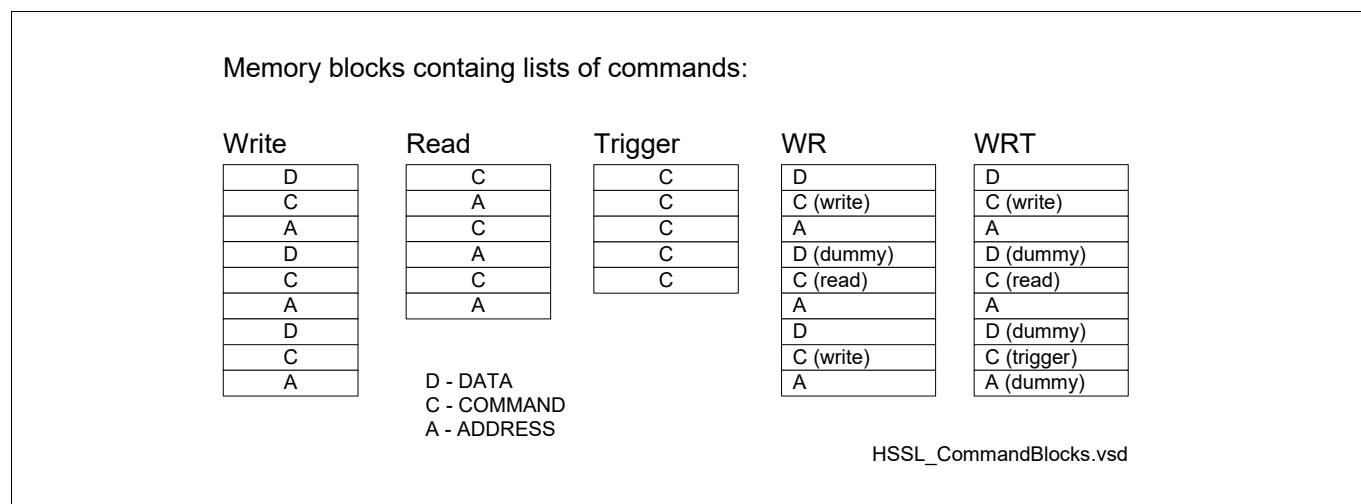 Memory blocks containg lists of commands:
Write Read Trigger WR WRT
D C C D D
C A C C (write) C (write)
A C C A A
D A C D (dummy) D (dummy)
C C C C (read) C (read)
A A A A
D D D (dummy)
C C (write) C (trigger)
A A A (dummy)
D - DATA
C - COMMAND
A - ADDRESS
HSSL_CommandBlocks.vsd